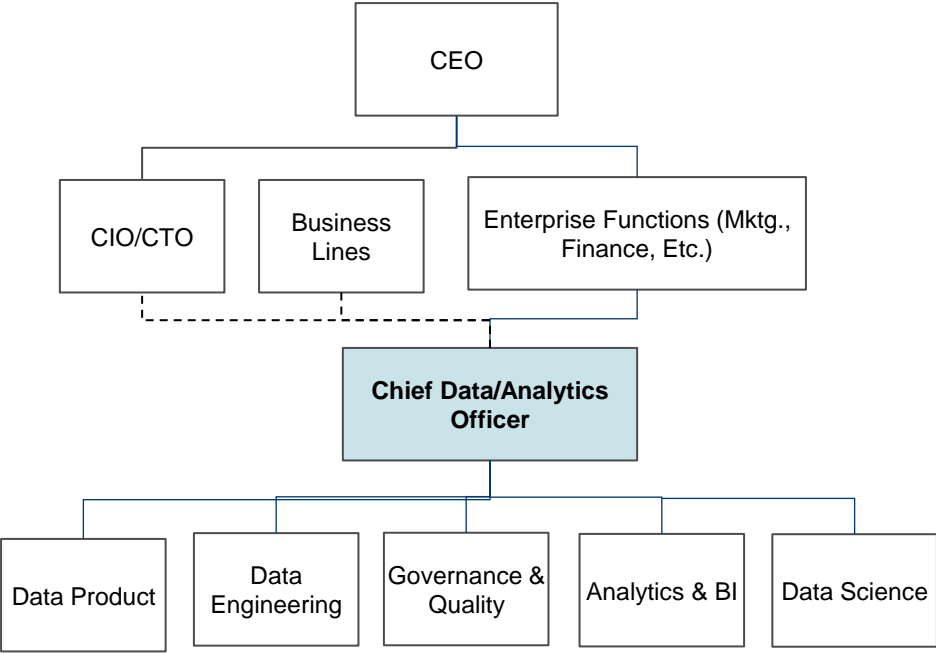 CEO
CIO/CTO
Business
Lines
Enterprise Functions (Mktg.,
Finance, Etc.)
Chief Data/Analytics
Officer
Data Product
Data
Engineering
Governance &
Quality
Analytics & BI
Data Science